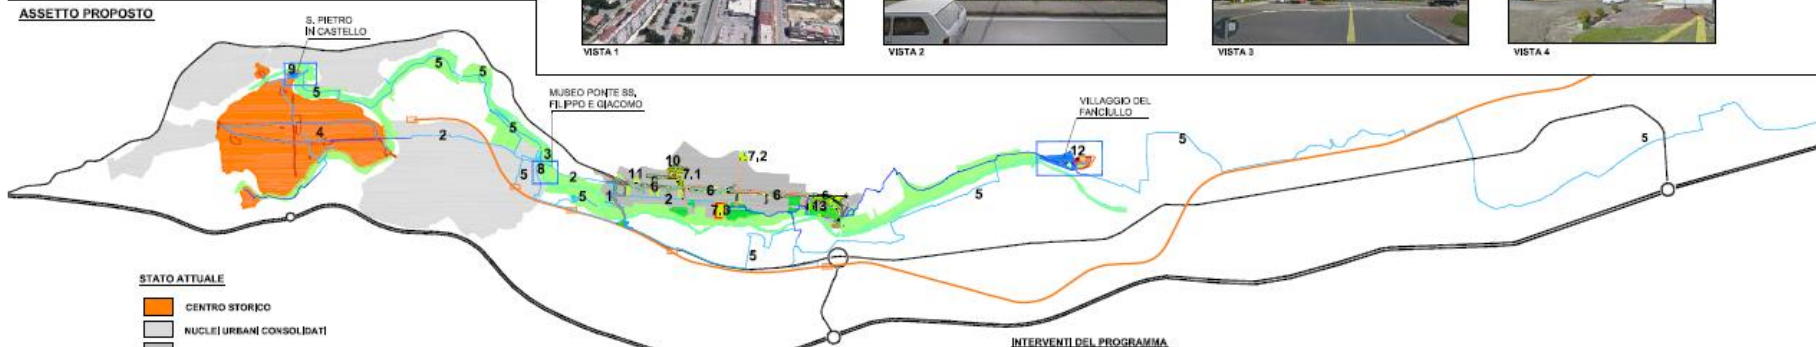 ASSETTO PROPOSTO
VISTA 1
VISTA 2
VISTA 3
VISTA 4
S. PIETRO
IN CASTELLO
9
5
5
5
4
2
5
3
8
5
MUSEO PONTE SS.
FILIPPO E GIACOMO
2
5
1
11
10
7,1
7,2
6
6
6
2
13
VILLAGGIO DEL
FANCIULLO
12
5
5
5
5
STATO ATTUALE
CENTRO STORICO
NUCLEI URBANI CONSOLIDATI
INTERVENTI DEL PROGRAMMA